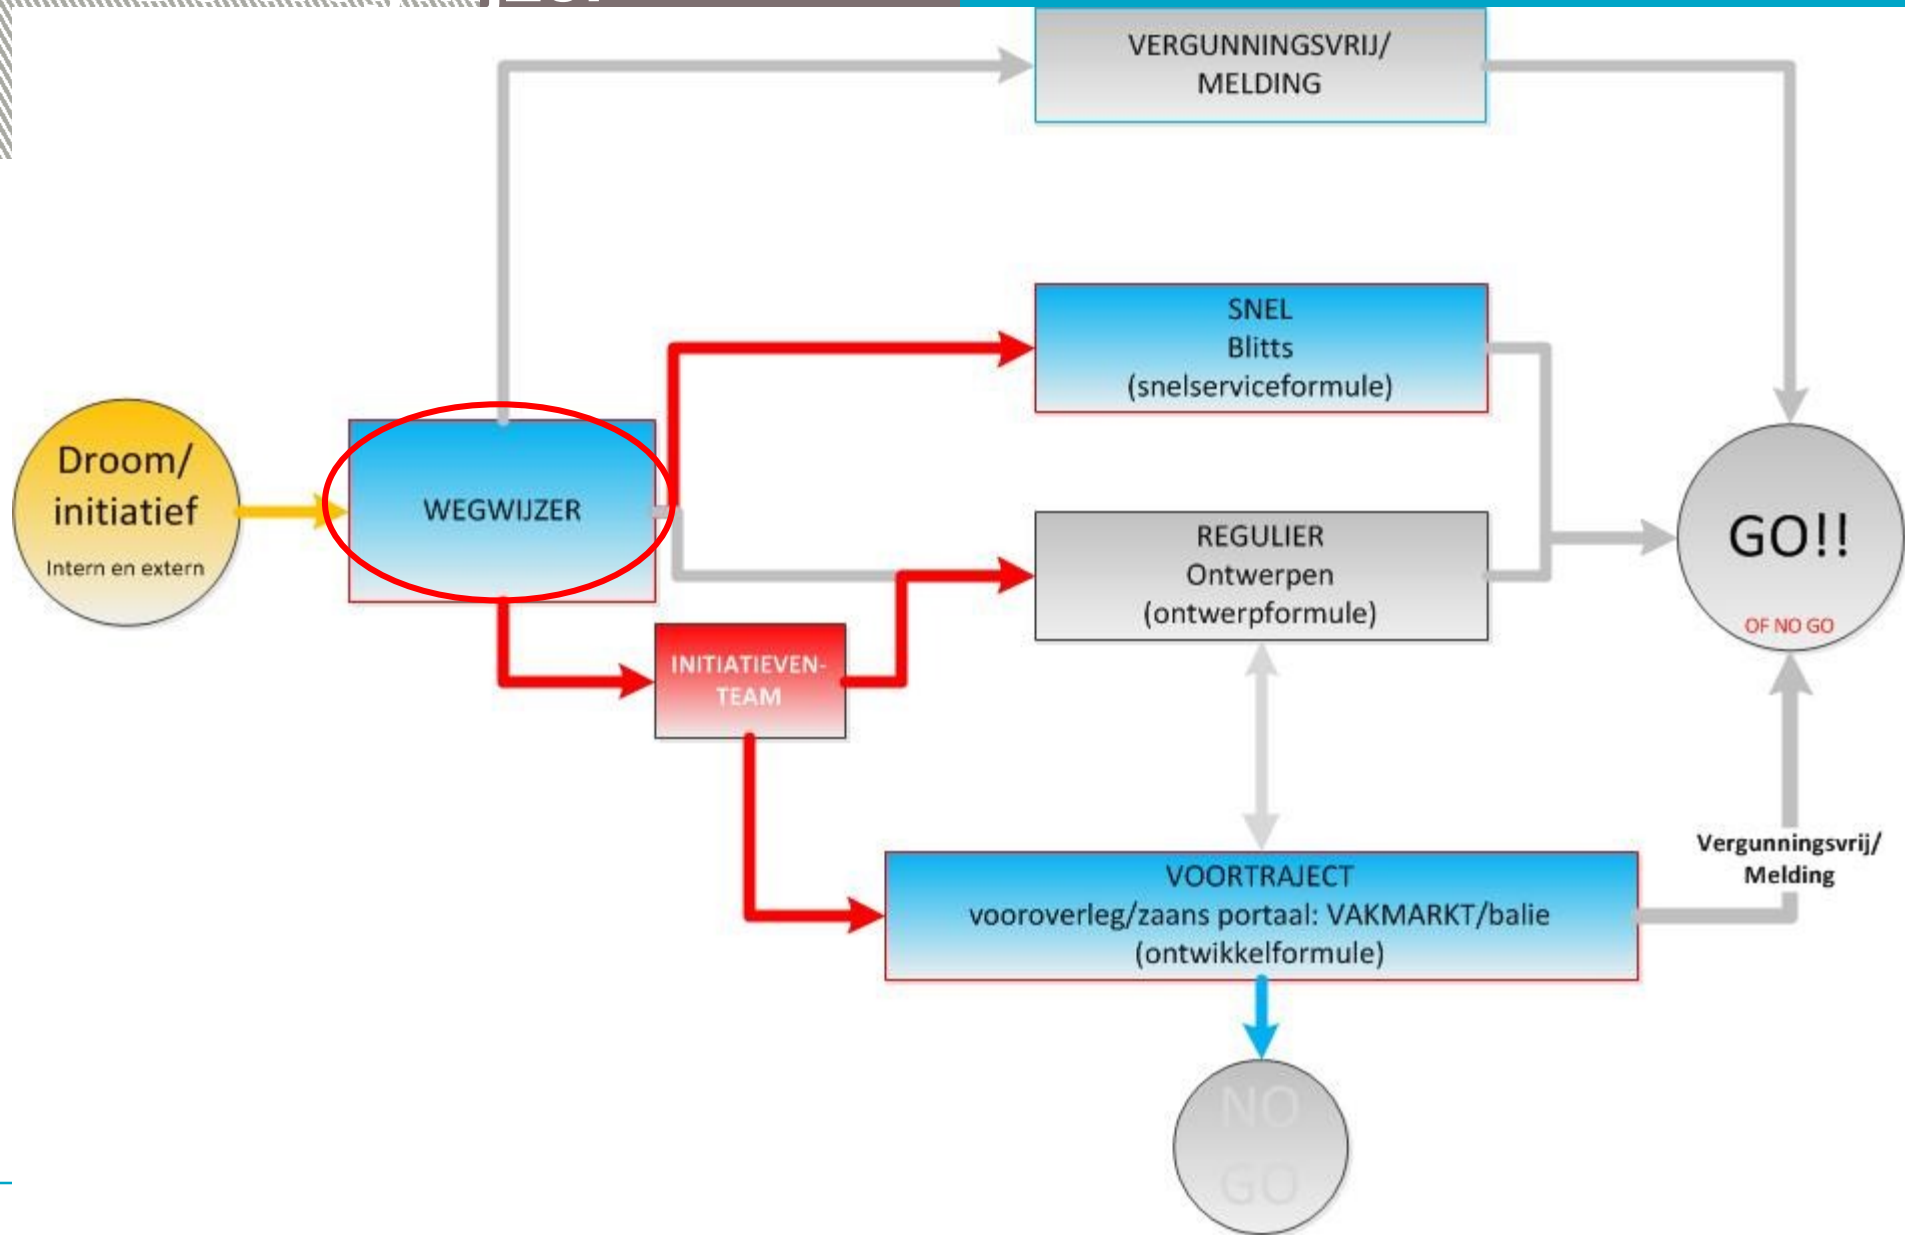 VERGUNNINGSVRIJ/
MELDING
SNEL
Blitts
(snelserviceformule)
Droom/
initiatief
Intern en extern
WEGWIJZER
REGULIER
Ontwerpen
(ontwerpformule)
GO!!
OF NO GO
INITIATIEVEN-
TEAM
Vergunningsvrij/
Melding
VOORTRAJECT
vooroverleg/zaans portaal: VAKMARKT/balie
(ontwikkelformule)
NO
GO